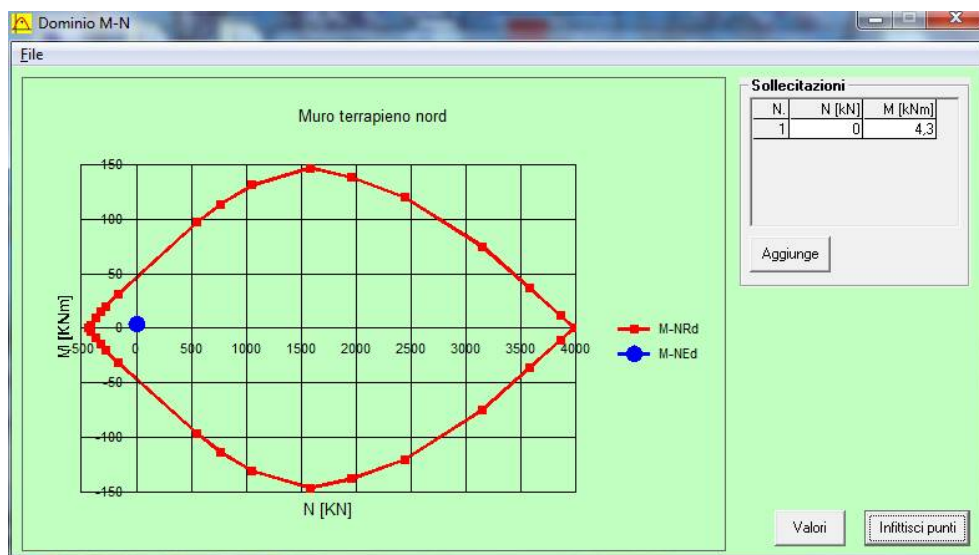 Dominio M-N
File
Muro terrapieno nord
150
100
50
0
-50
-100
-150
M [KNm]
-500
0
500
1000
1500
2000
2500
3000
3500
4000
N [KN]
M-NRd
M-NEd
Sollecitazioni
N. N [kN] M [kNm]
1 0 4,3
Aggiunge
Valori
Infittisci punti